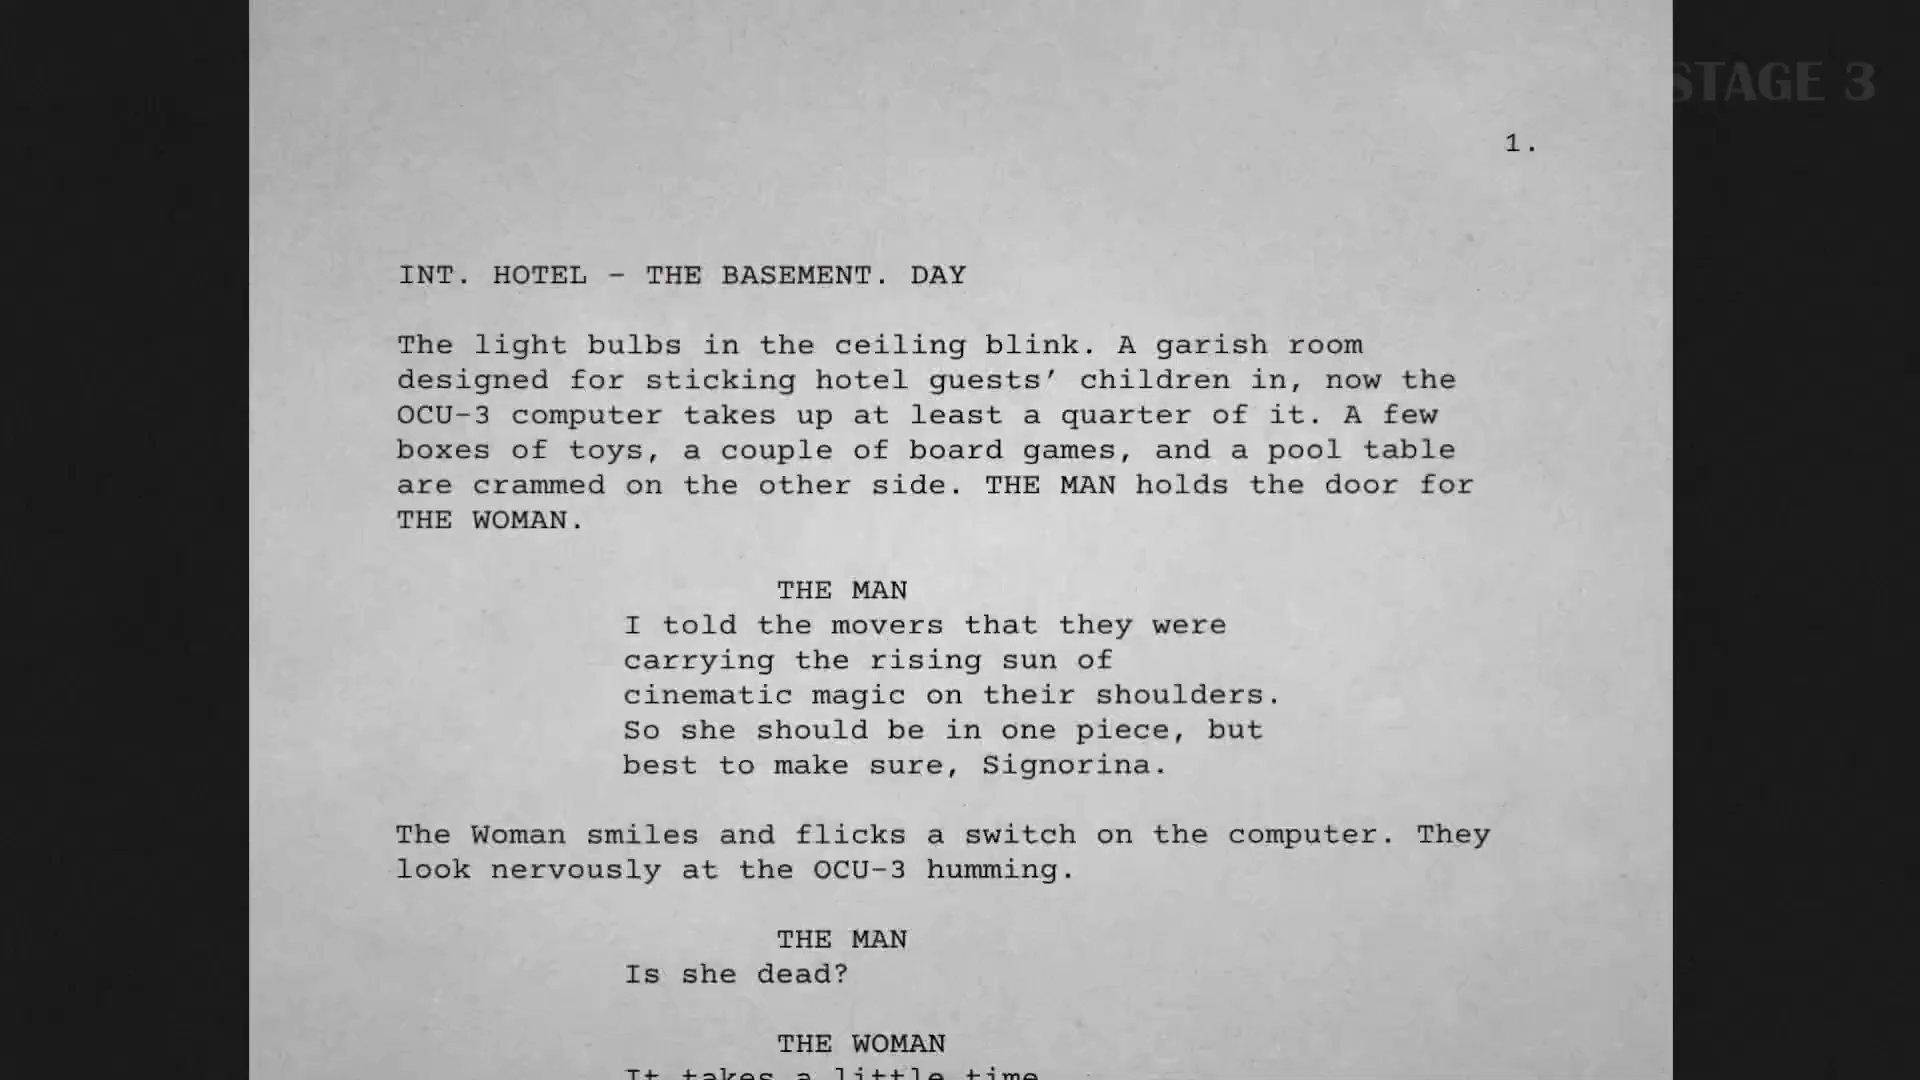 STAGE 3
1.
INT. HOTEL - THE BASEMENT. DAY
The light bulbs in the ceiling blink. A garish room
designed for sticking hotel guests' children in, now the
OCU-3 computer takes up at least a quarter of it. A few
boxes of toys, a couple of board games, and a pool table
are crammed on the other side. THE MAN holds the door for
THE WOMAN.
THE MAN
I told the movers that they were
carrying the rising sun of
cinematic magic on their shoulders.
So she should be in one piece, but
best to make sure, Signorina.
The Woman smiles and flicks a switch on the computer. They
look nervously at the OCU-3 humming.
THE MAN
Is she dead?
THE WOMAN
It takes a little time